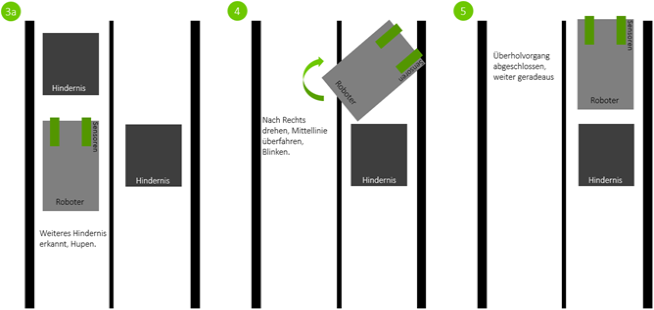 3a
Hindernis
Sensoren
Hindernis
Roboter
Weiteres Hindernis
erkannt, Hupen.
4
Sensoren
Roboter
Nach Rechts
drehen, Mittellinie
überfahren,
Blinken.
Hindernis
5
Sensoren
Überholvorgang
abgeschlossen,
weiter geradeaus
Roboter
Hindernis